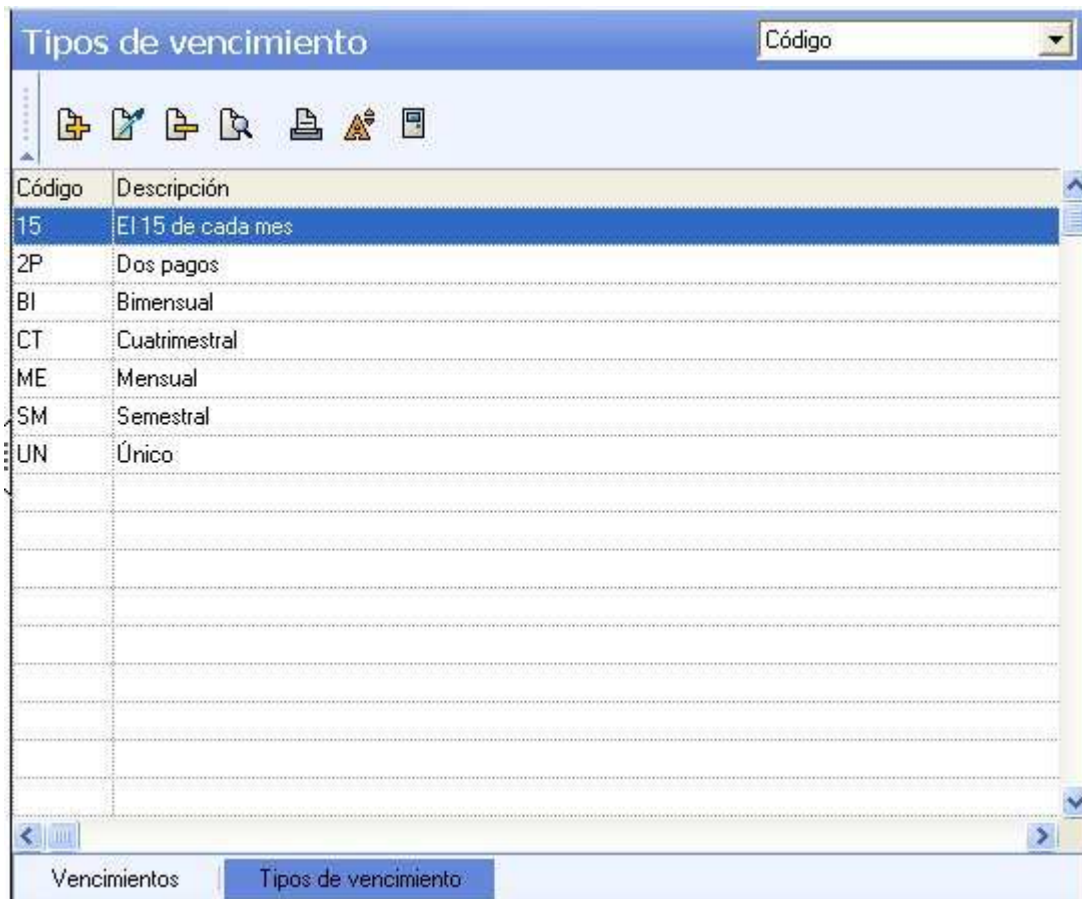 Tipos de vencimiento Código
Código Descripción
15 El 15 de cada mes
2P Dos pagos
BI Bimensual
CT Cuatrimestral
ME Mensual
SM Semestral
UN Único
Vencimientos Tipos de vencimiento